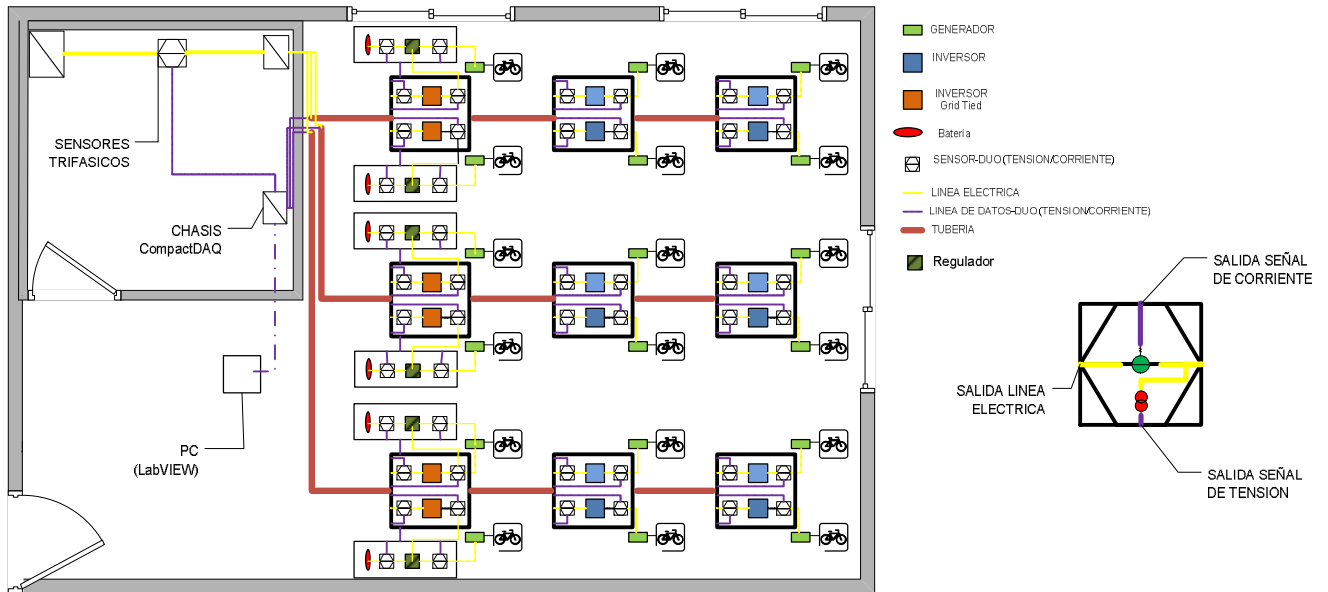 SENSORES
TRIFASICOS
CHASIS
CompactDAQ
PC
(LabVIEW)
GENERADOR
INVERSOR
INVERSOR
Grid Tied
Batería
SENSOR-DUO(TENSION/CORRIENTE)
LINEA ELECTRICA
LINEA DE DATOS-DUO(TENSION/CORRIENTE)
TUBERIA
Regulador
SALIDA SEÑAL
DE CORRIENTE
SALIDA LINEA
ELECTRICA
SALIDA SEÑAL
DE TENSION